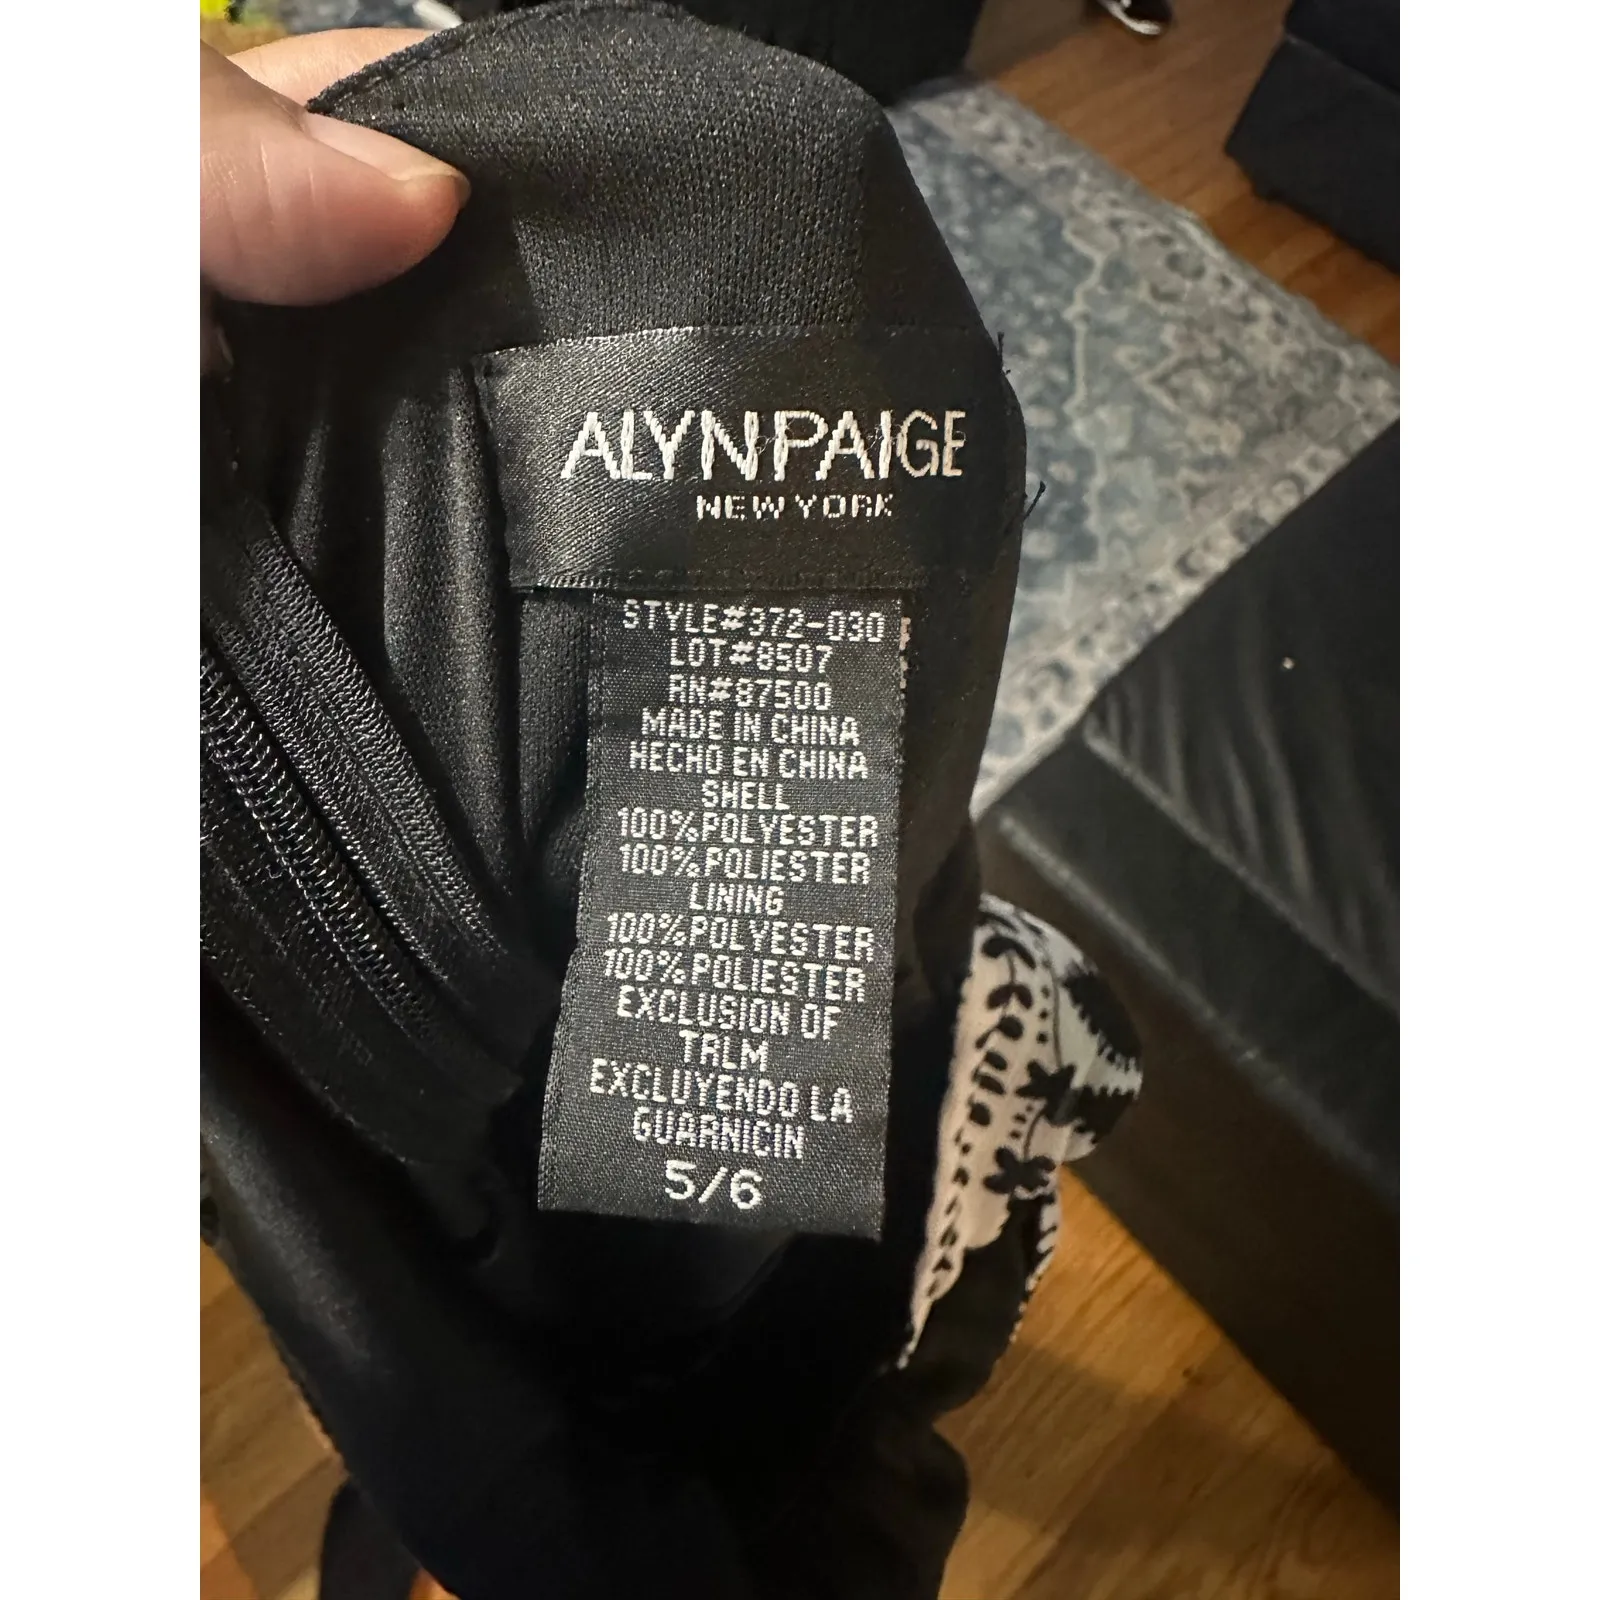 ALYNPAIGE
NEW YORK
STYLE#372-030
LOT#8507
RN#87500
MADE IN CHINA
HECHO EN CHINA
SHELL
100%POLYESTER
100%POLIESTER
LINING
100%POLYESTER
100%POLIESTER
EXCLUSION OF
TRLM
EXCLUYENDO LA
GUARNICIN
5/6